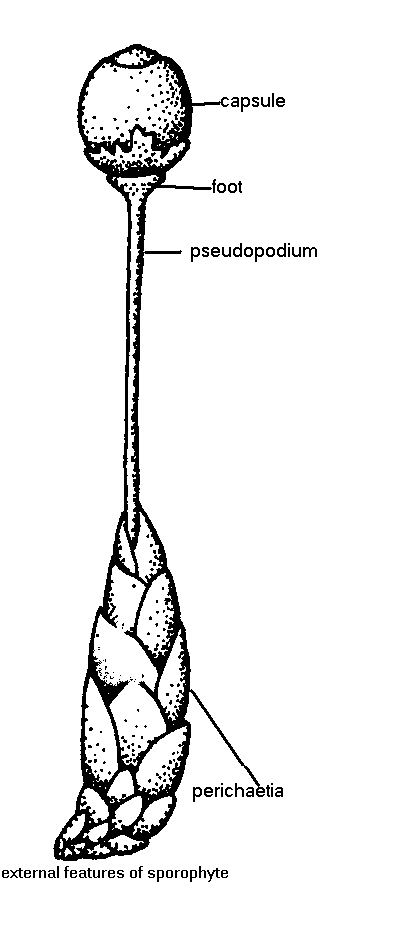 capsule
foot
pseudopodium
perichaetia
external features of sporophyte